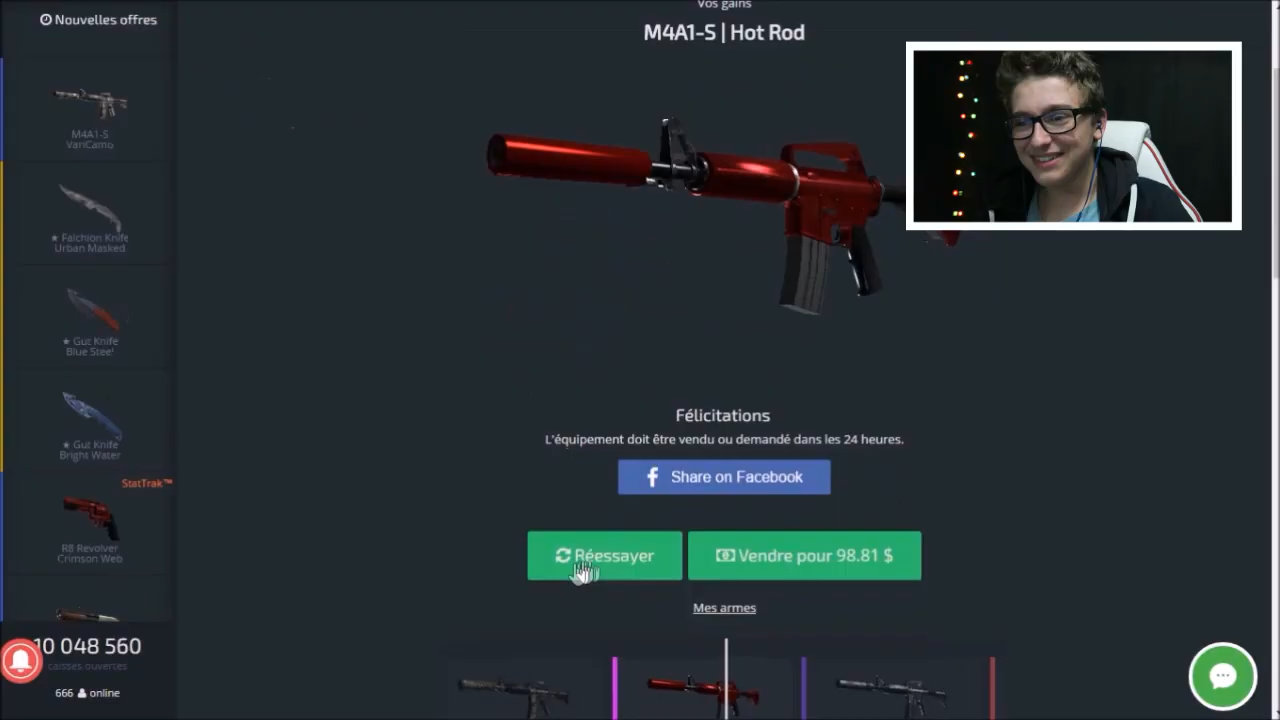 Nouvelles offres
M4A1-S
VariCamo
★ Falchion Knife
Urban Masked
★ Gut Knife
Blue Steel
★ Gut Knife
Bright Water
StatTrak™
R8 Revolver
Crimson Web
10 048 560
caisses ouvertes
666 online
Vos gains
M4A1-S | Hot Rod
Félicitations
L'équipement doit être vendu ou demandé dans les 24 heures.
f Share on Facebook
Réessayer
Vendre pour 98.81 $
Mes armes